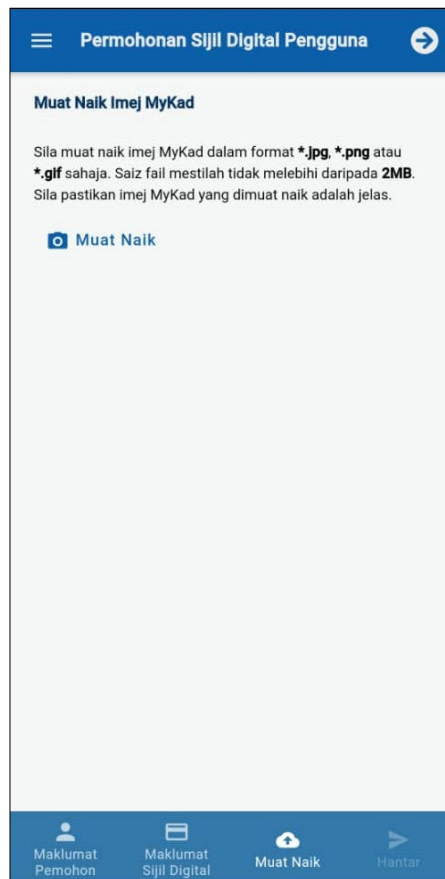 Permohonan Sijil Digital Pengguna
Muat Naik Imej MyKad
Sila muat naik imej MyKad dalam format *.jpg, *.png atau
*.gif sahaja. Saiz fail mestilah tidak melebihi daripada 2MB.
Sila pastikan imej MyKad yang dimuat naik adalah jelas.
Muat Naik
Maklumat
Pemohon
Maklumat
Sijil Digital
Muat Naik
Hantar